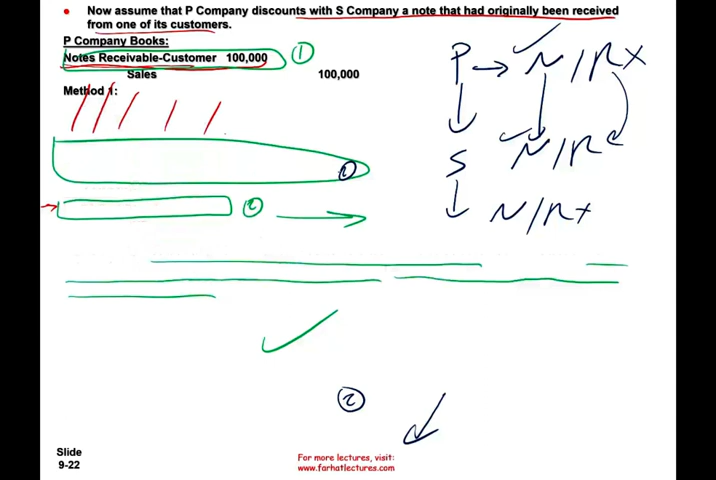 Now assume that P Company discounts with S Company a note that had originally been received
from one of its customers.
P Company Books:
Notes Receivable-Customer 100,000 ①
Sales 100,000
Method 1:
P → N/R x
S N/R
N/R x
②
②
②
Slide
9-22
For more lectures, visit:
www.farhatlectures.com